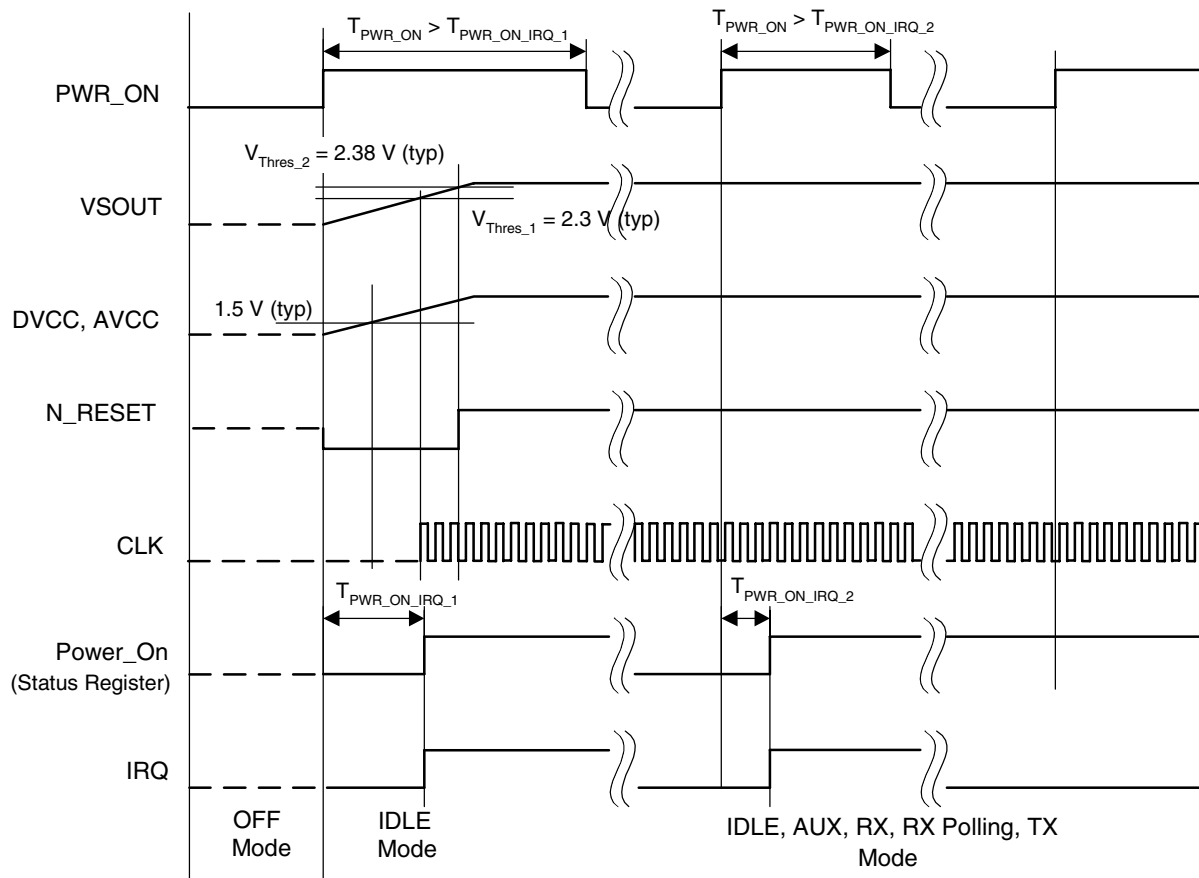 T_PWR_ON > T_PWR_ON_IRQ_1
T_PWR_ON > T_PWR_ON_IRQ_2
PWR_ON
V_Thres_2 = 2.38 V (typ)
VSOUT
V_Thres_1 = 2.3 V (typ)
1.5 V (typ)
DVCC, AVCC
N_RESET
CLK
T_PWR_ON_IRQ_1
T_PWR_ON_IRQ_2
Power_On
(Status Register)
IRQ
OFF
Mode
IDLE
Mode
IDLE, AUX, RX, RX Polling, TX
Mode